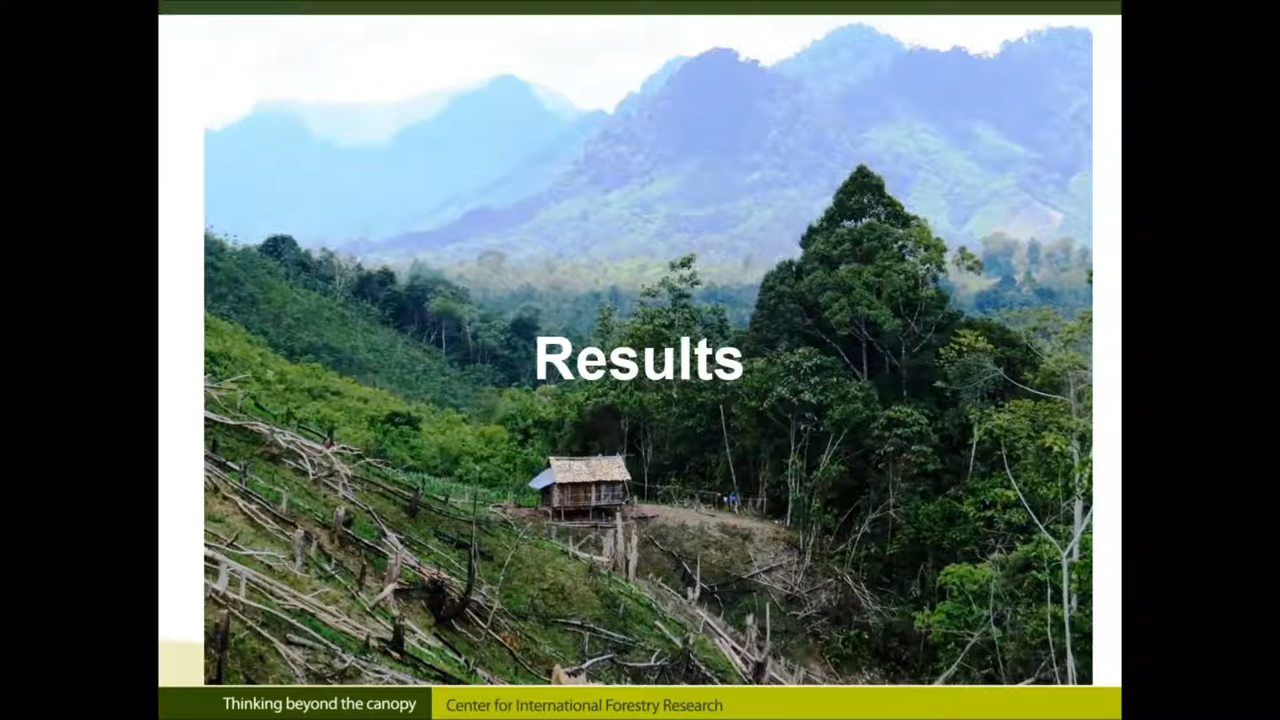 Results
Thinking beyond the canopy
Center for International Forestry Research